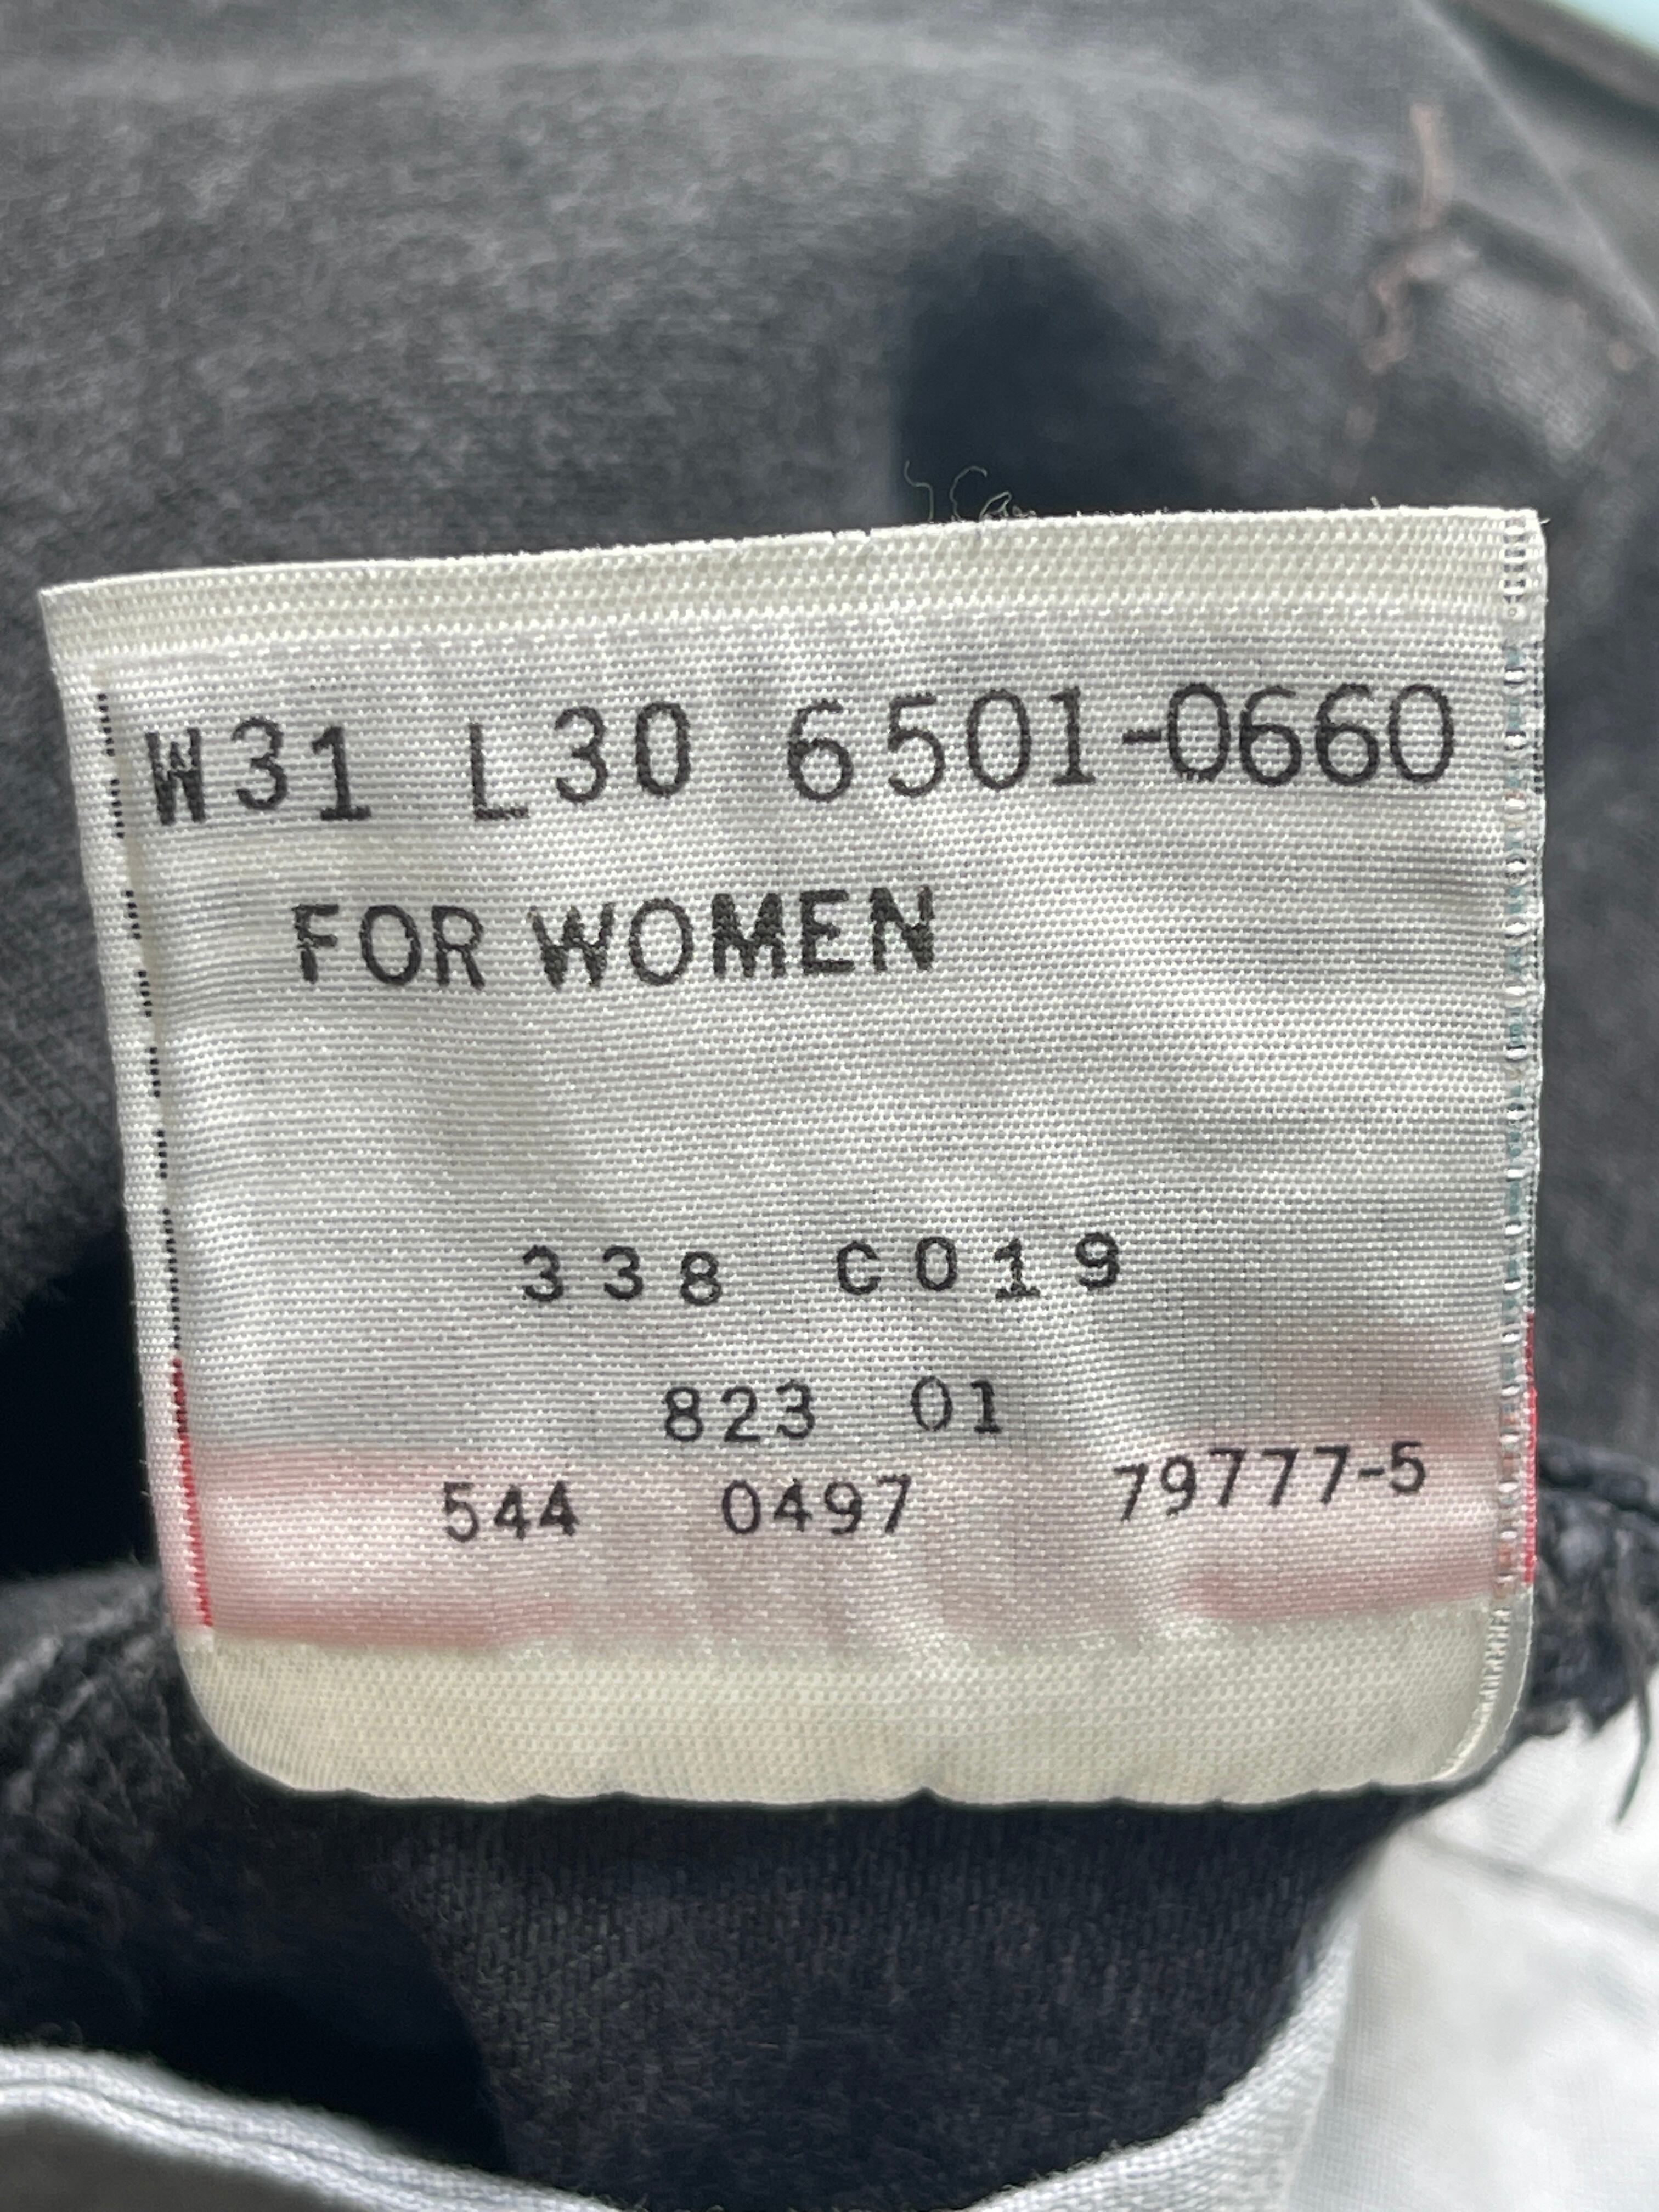 W31 L30 6501-0660
FOR WOMEN
338 C019
823 01
544 0497 79777-5